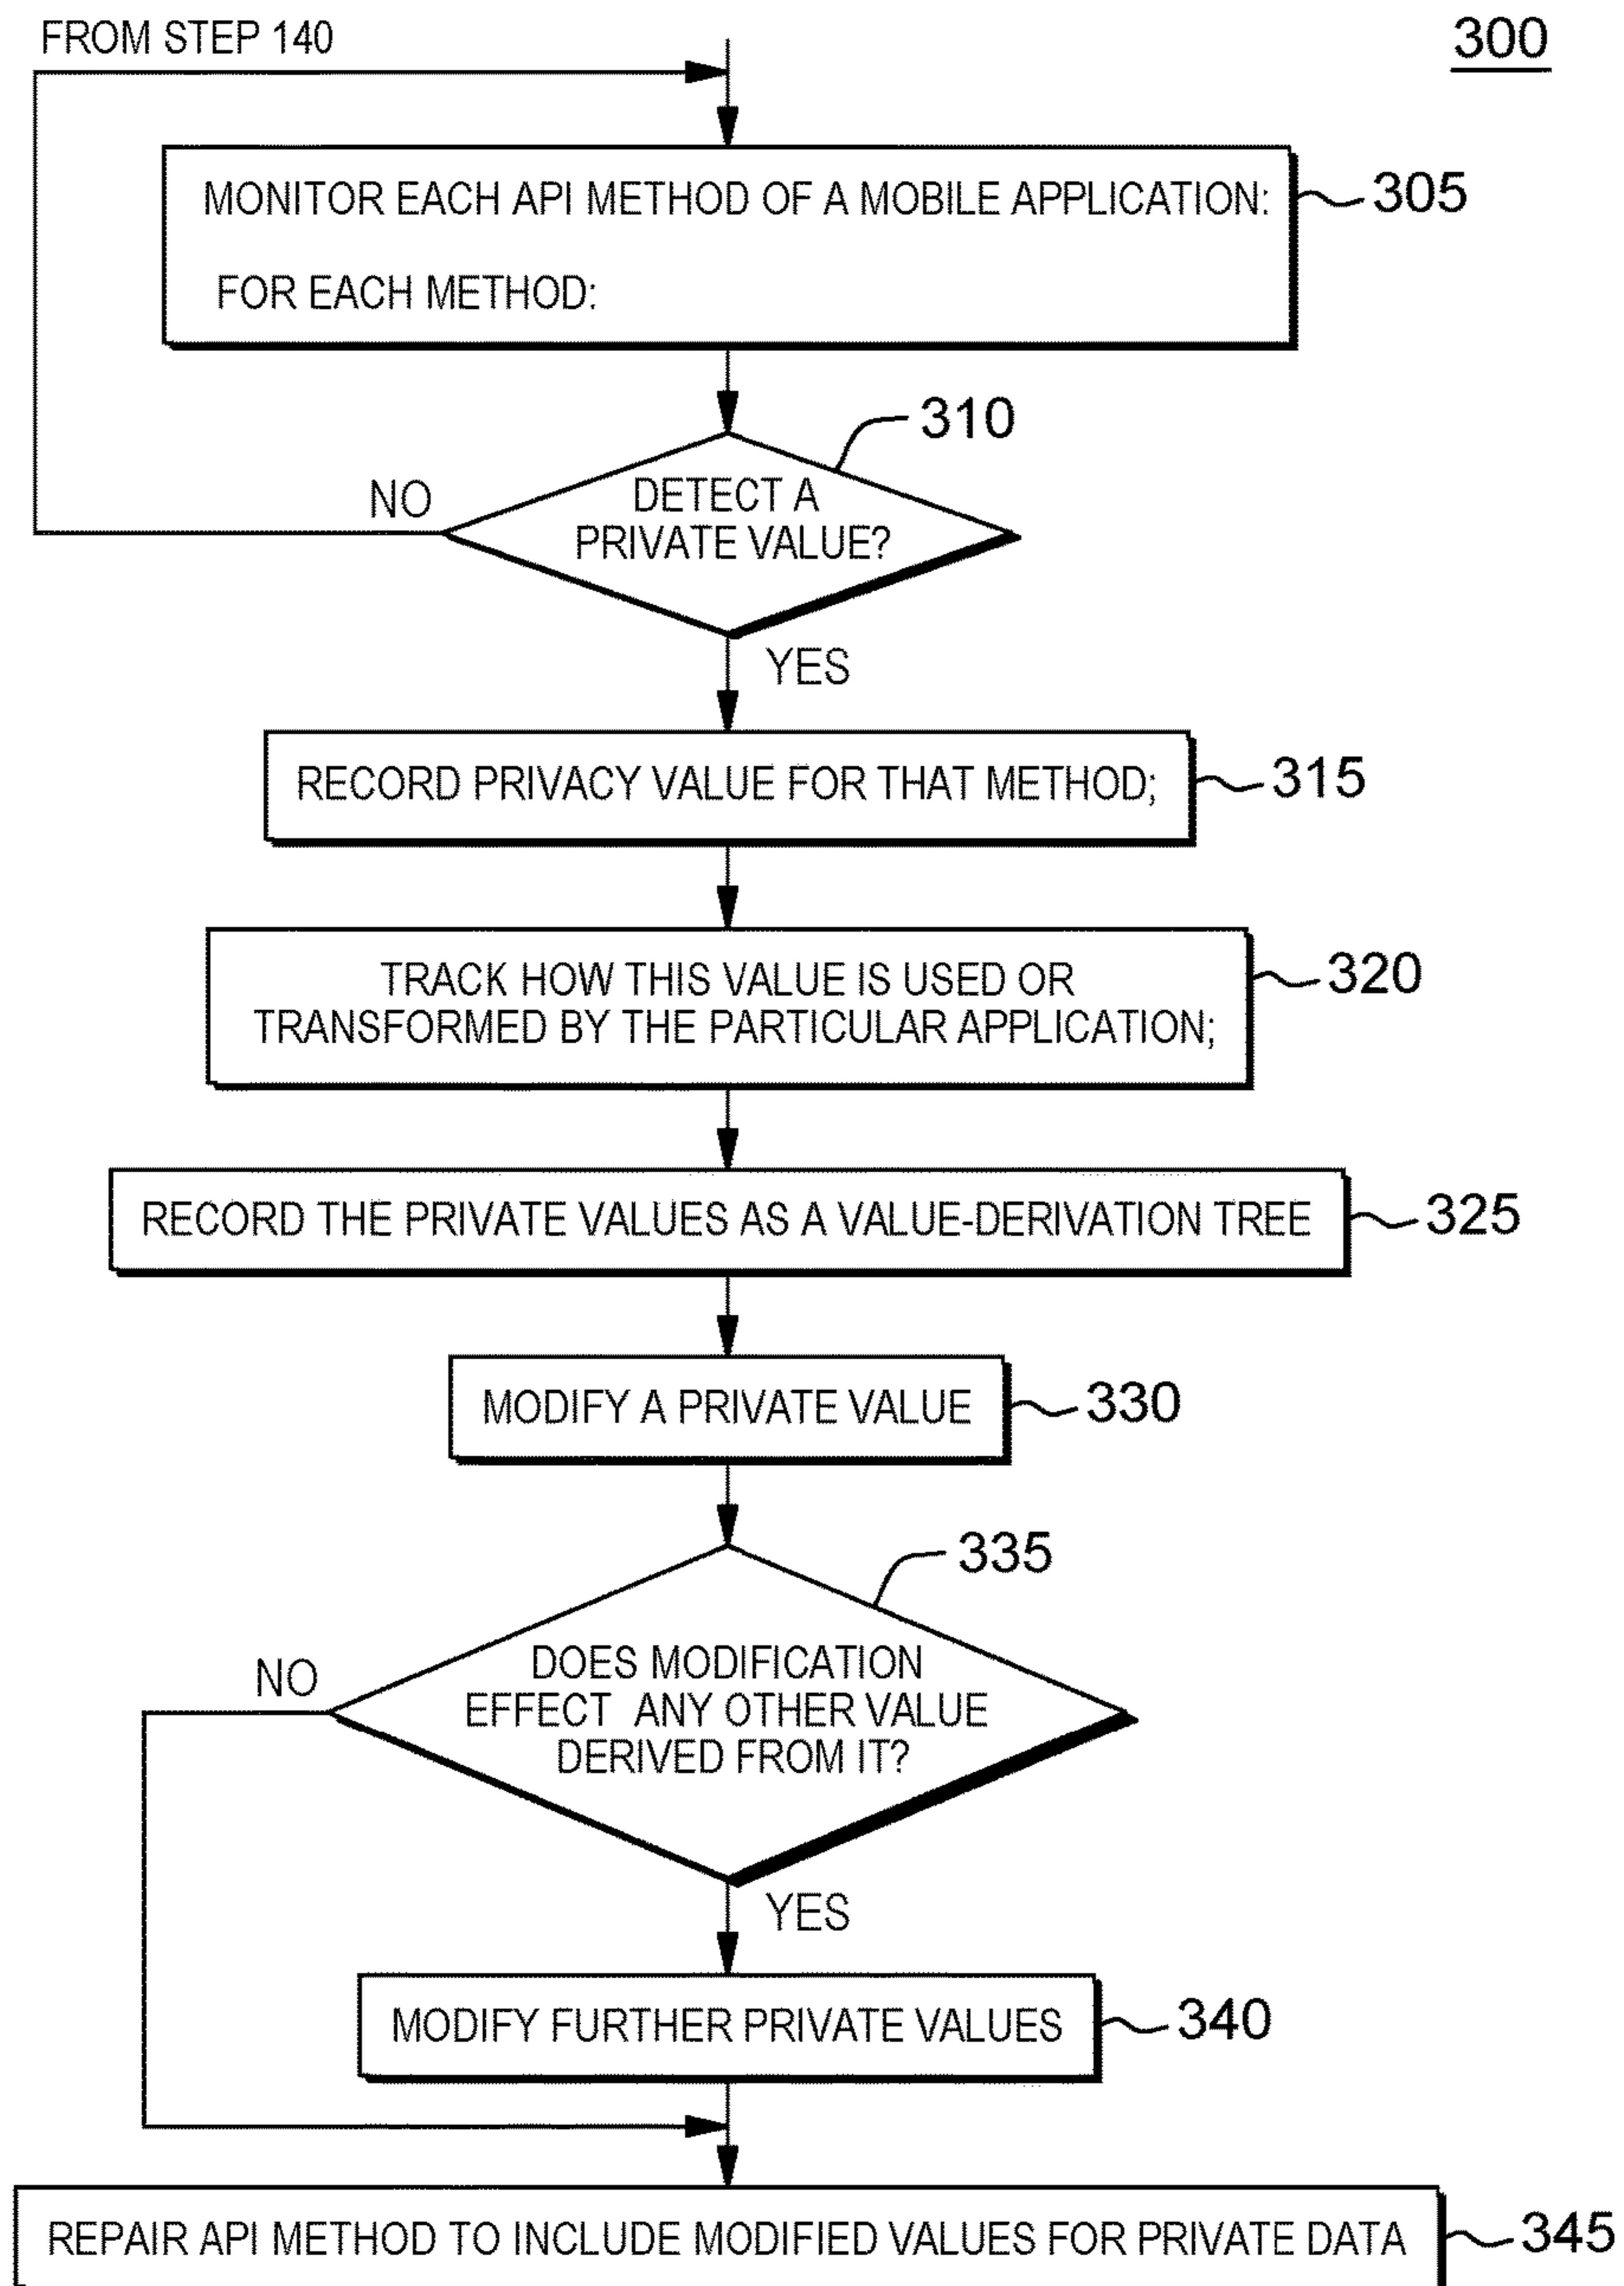 FROM STEP 140
300
MONITOR EACH API METHOD OF A MOBILE APPLICATION:
305
FOR EACH METHOD:
310
NO
DETECT A
PRIVATE VALUE?
YES
RECORD PRIVACY VALUE FOR THAT METHOD;
315
TRACK HOW THIS VALUE IS USED OR
TRANSFORMED BY THE PARTICULAR APPLICATION;
320
RECORD THE PRIVATE VALUES AS A VALUE-DERIVATION TREE
325
MODIFY A PRIVATE VALUE
330
335
NO
DOES MODIFICATION
EFFECT ANY OTHER VALUE
DERIVED FROM IT?
YES
MODIFY FURTHER PRIVATE VALUES
340
REPAIR API METHOD TO INCLUDE MODIFIED VALUES FOR PRIVATE DATA
345